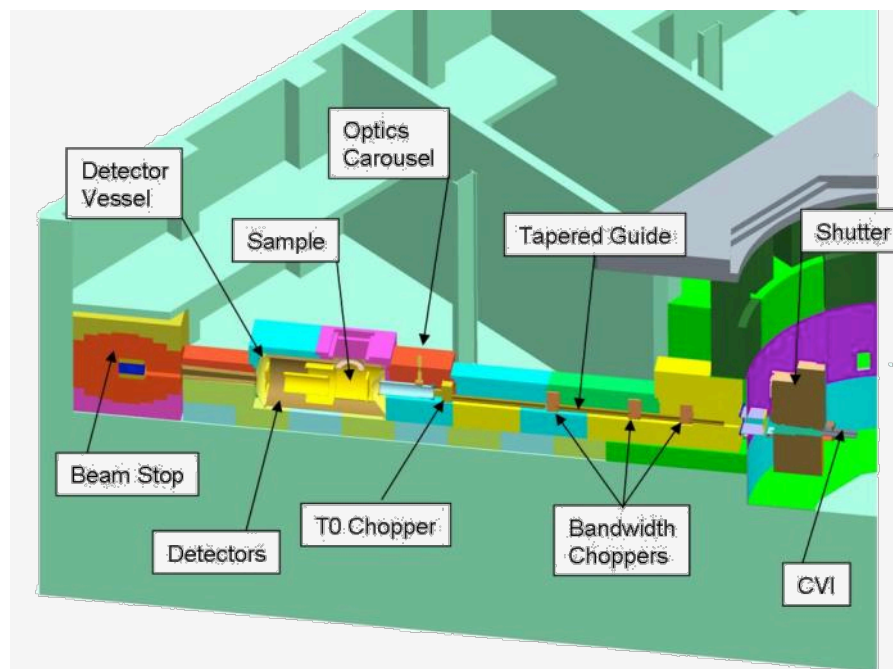 Optics
Carousel
Detector
Vessel
Sample
Tapered Guide
Shutter
Beam Stop
T0 Chopper
Bandwidth
Choppers
Detectors
CVI